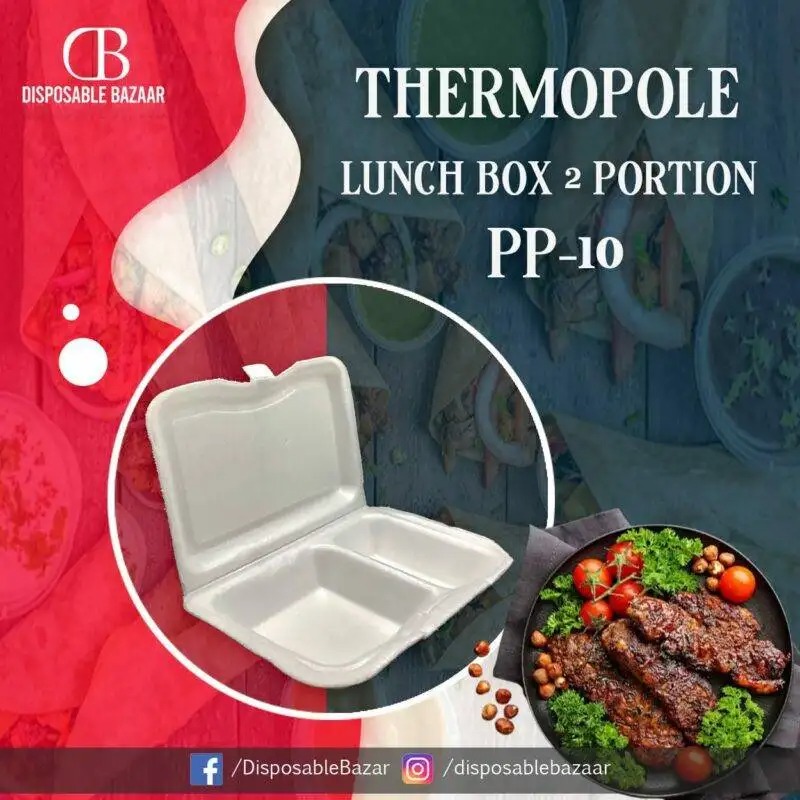 DB
DISPOSABLE BAZAAR
THERMOPOLE
LUNCH BOX 2 PORTION
PP-10
/DisposableBazar /disposablebazaar